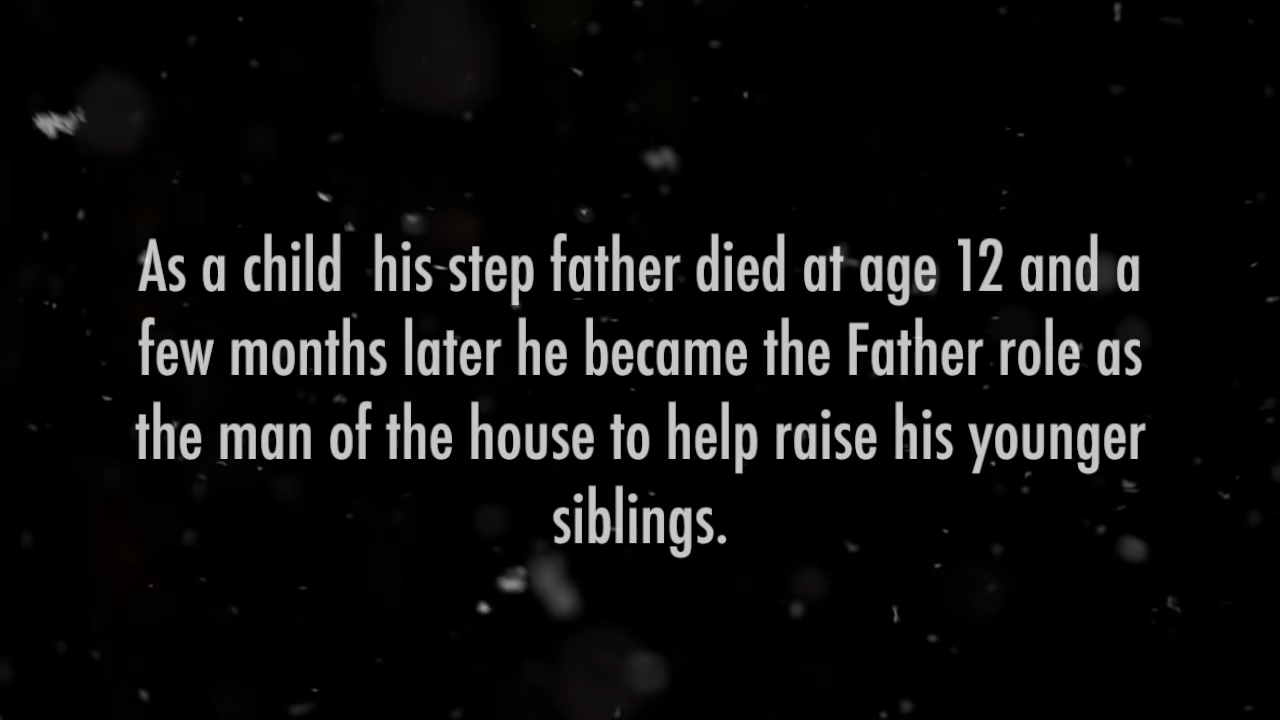 As a child  his step father died at age 12 and a
few months later he became the Father role as
the man of the house to help raise his younger
siblings.